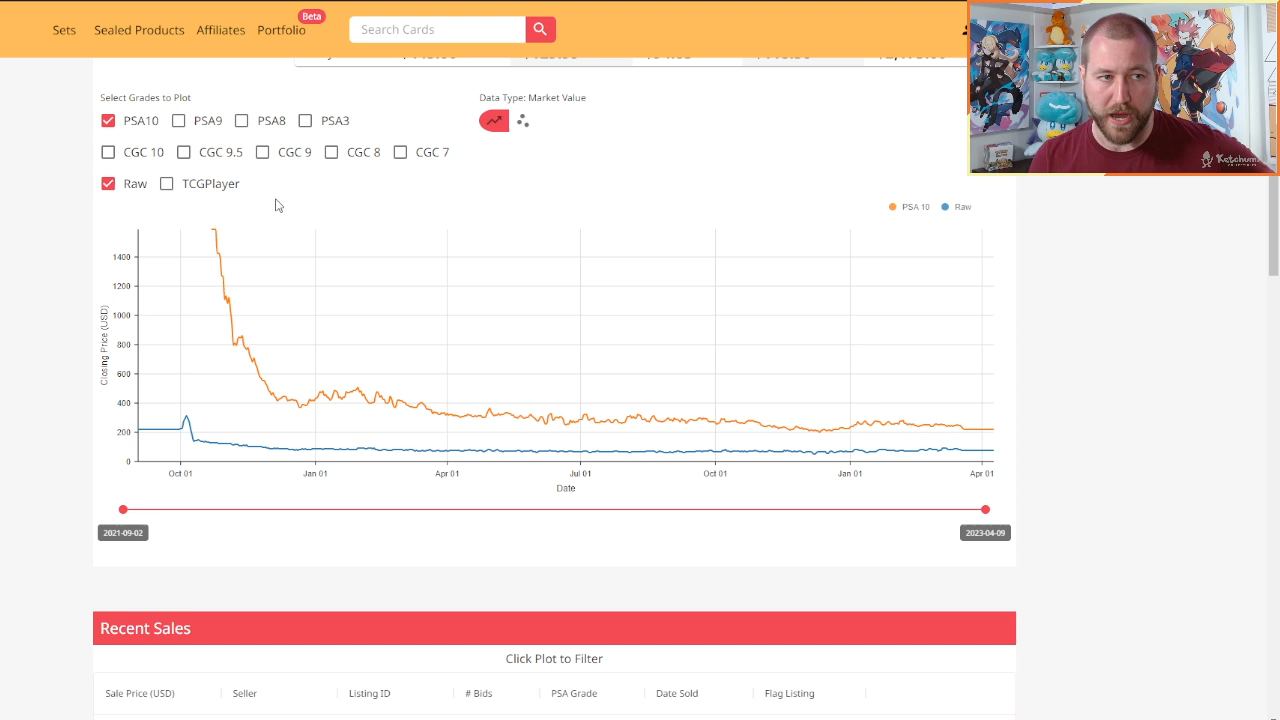 Beta
Sets Sealed Products Affiliates Portfolio Search Cards
Select Grades to Plot
Data Type: Market Value
PSA10 PSA9 PSA8 PSA3
CGC 10 CGC 9.5 CGC 9 CGC 8 CGC 7
Raw TCGPlayer
PSA 10 Raw
Ketchum
1400
1200
1000
800
600
400
200
0
Closing Price (USD)
Oct 01 Jan 01 Apr 01 Jul 01 Oct 01 Jan 01 Apr 01
Date
2021-09-02 2023-04-09
Recent Sales
Click Plot to Filter
Sale Price (USD) Seller Listing ID # Bids PSA Grade Date Sold Flag Listing